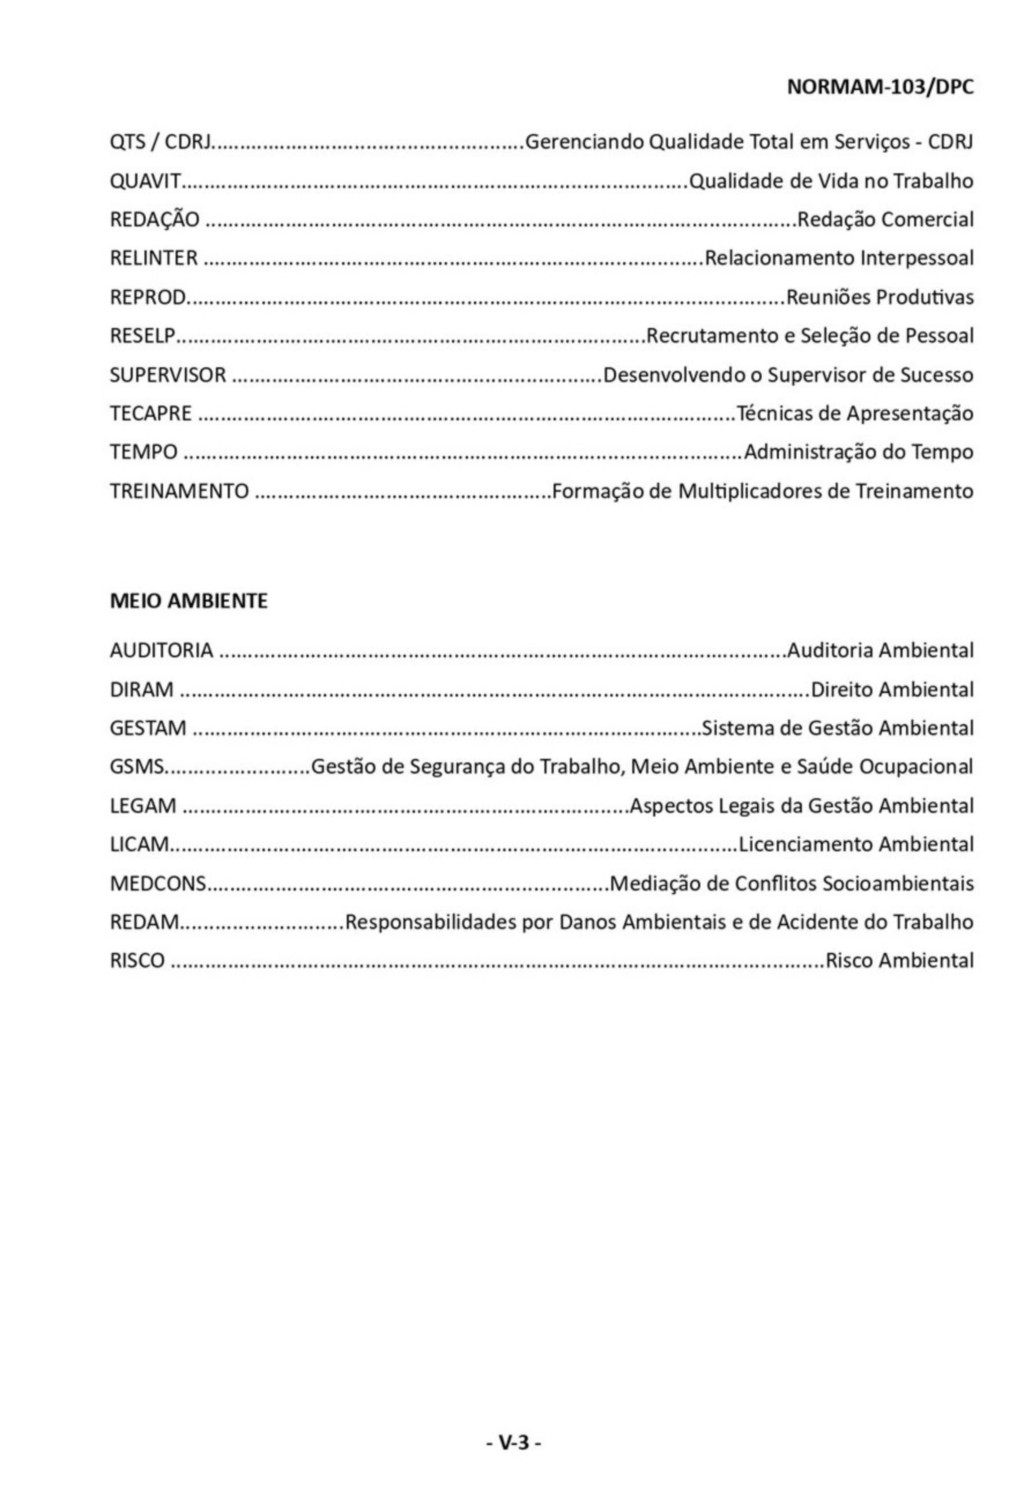 NORMAM-103/DPC
QTS / CDRJ......................................................Gerenciando Qualidade Total em Serviços - CDRJ
QUAVIT........................................................................................Qualidade de Vida no Trabalho
REDAÇÃO .......................................................................................................Redação Comercial
RELINTER .......................................................................................Relacionamento Interpessoal
REPROD........................................................................................................Reuniões Produtivas
RESELP..................................................................................Recrutamento e Seleção de Pessoal
SUPERVISOR .................................................................Desenvolvendo o Supervisor de Sucesso
TECAPRE ..............................................................................................Técnicas de Apresentação
TEMPO ..................................................................................................Administração do Tempo
TREINAMENTO ....................................................Formação de Multiplicadores de Treinamento
MEIO AMBIENTE
AUDITORIA ...................................................................................................Auditoria Ambiental
DIRAM ..............................................................................................................Direito Ambiental
GESTAM .........................................................................................Sistema de Gestão Ambiental
GSMS.........................Gestão de Segurança do Trabalho, Meio Ambiente e Saúde Ocupacional
LEGAM ..............................................................................Aspectos Legais da Gestão Ambiental
LICAM...................................................................................................Licenciamento Ambiental
MEDCONS......................................................................Mediação de Conflitos Socioambientais
REDAM............................Responsabilidades por Danos Ambientais e de Acidente do Trabalho
RISCO ..................................................................................................................Risco Ambiental
- V-3 -